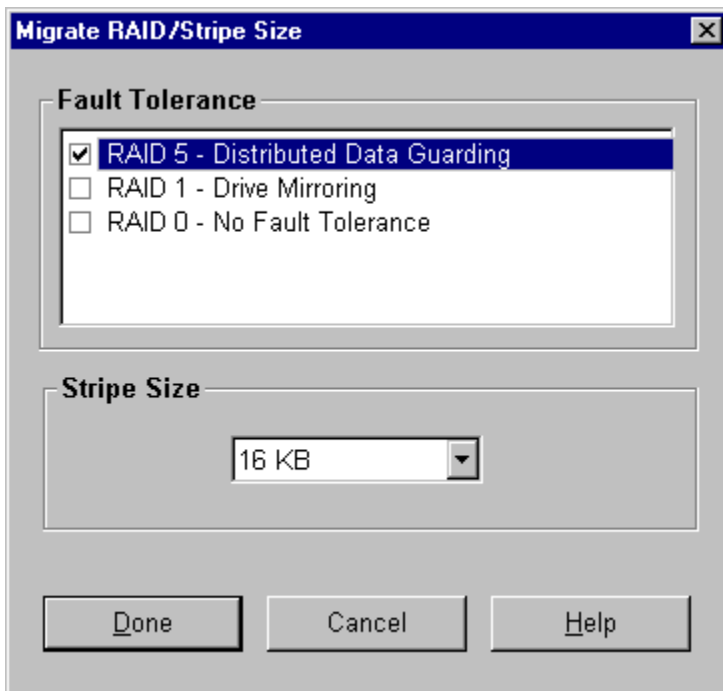 Migrate RAID/Stripe Size
Fault Tolerance
RAID 5 - Distributed Data Guarding
RAID 1 - Drive Mirroring
RAID 0 - No Fault Tolerance
Stripe Size
16 KB
Done Cancel Help